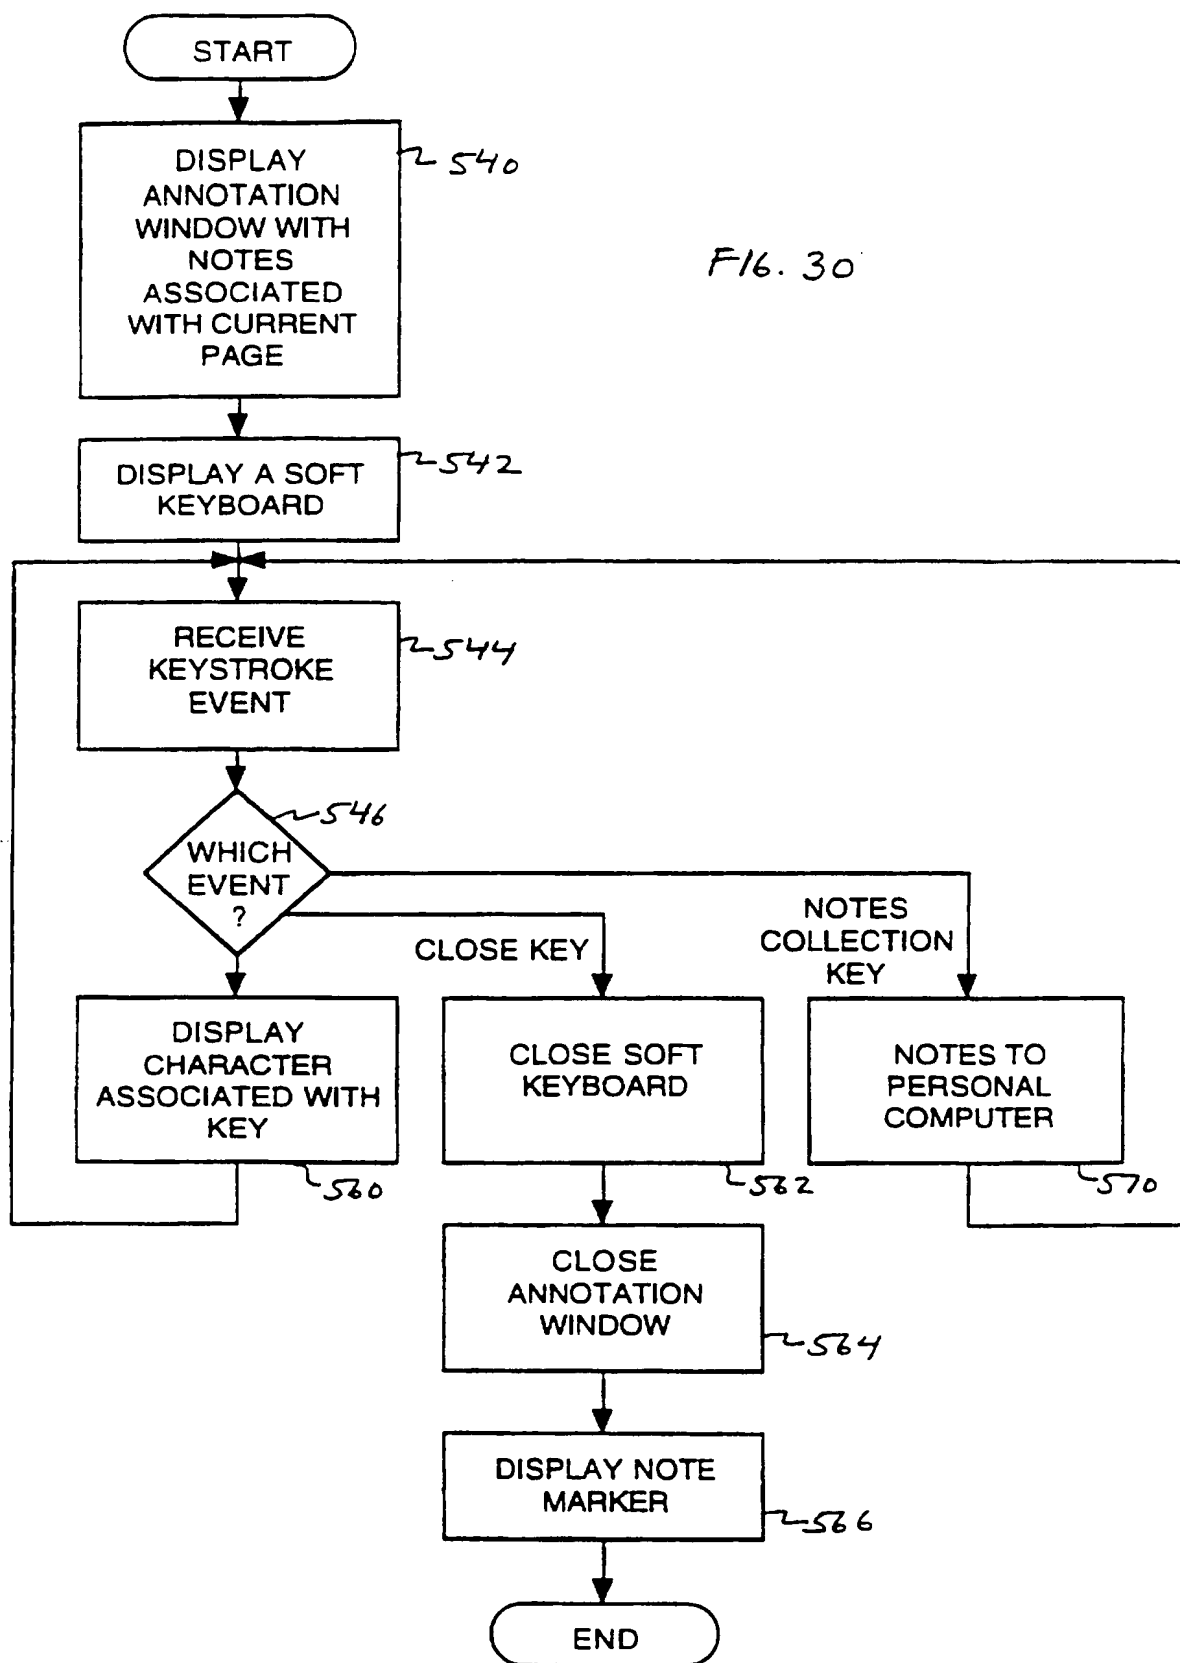 START
DISPLAY
ANNOTATION
WINDOW WITH
NOTES
ASSOCIATED
WITH CURRENT
PAGE
540
FIG. 30
DISPLAY A SOFT
KEYBOARD
542
RECEIVE
KEYSTROKE
EVENT
544
546
WHICH
EVENT
?
CLOSE KEY
NOTES
COLLECTION
KEY
DISPLAY
CHARACTER
ASSOCIATED WITH
KEY
560
CLOSE SOFT
KEYBOARD
562
NOTES TO
PERSONAL
COMPUTER
570
CLOSE
ANNOTATION
WINDOW
564
DISPLAY NOTE
MARKER
566
END